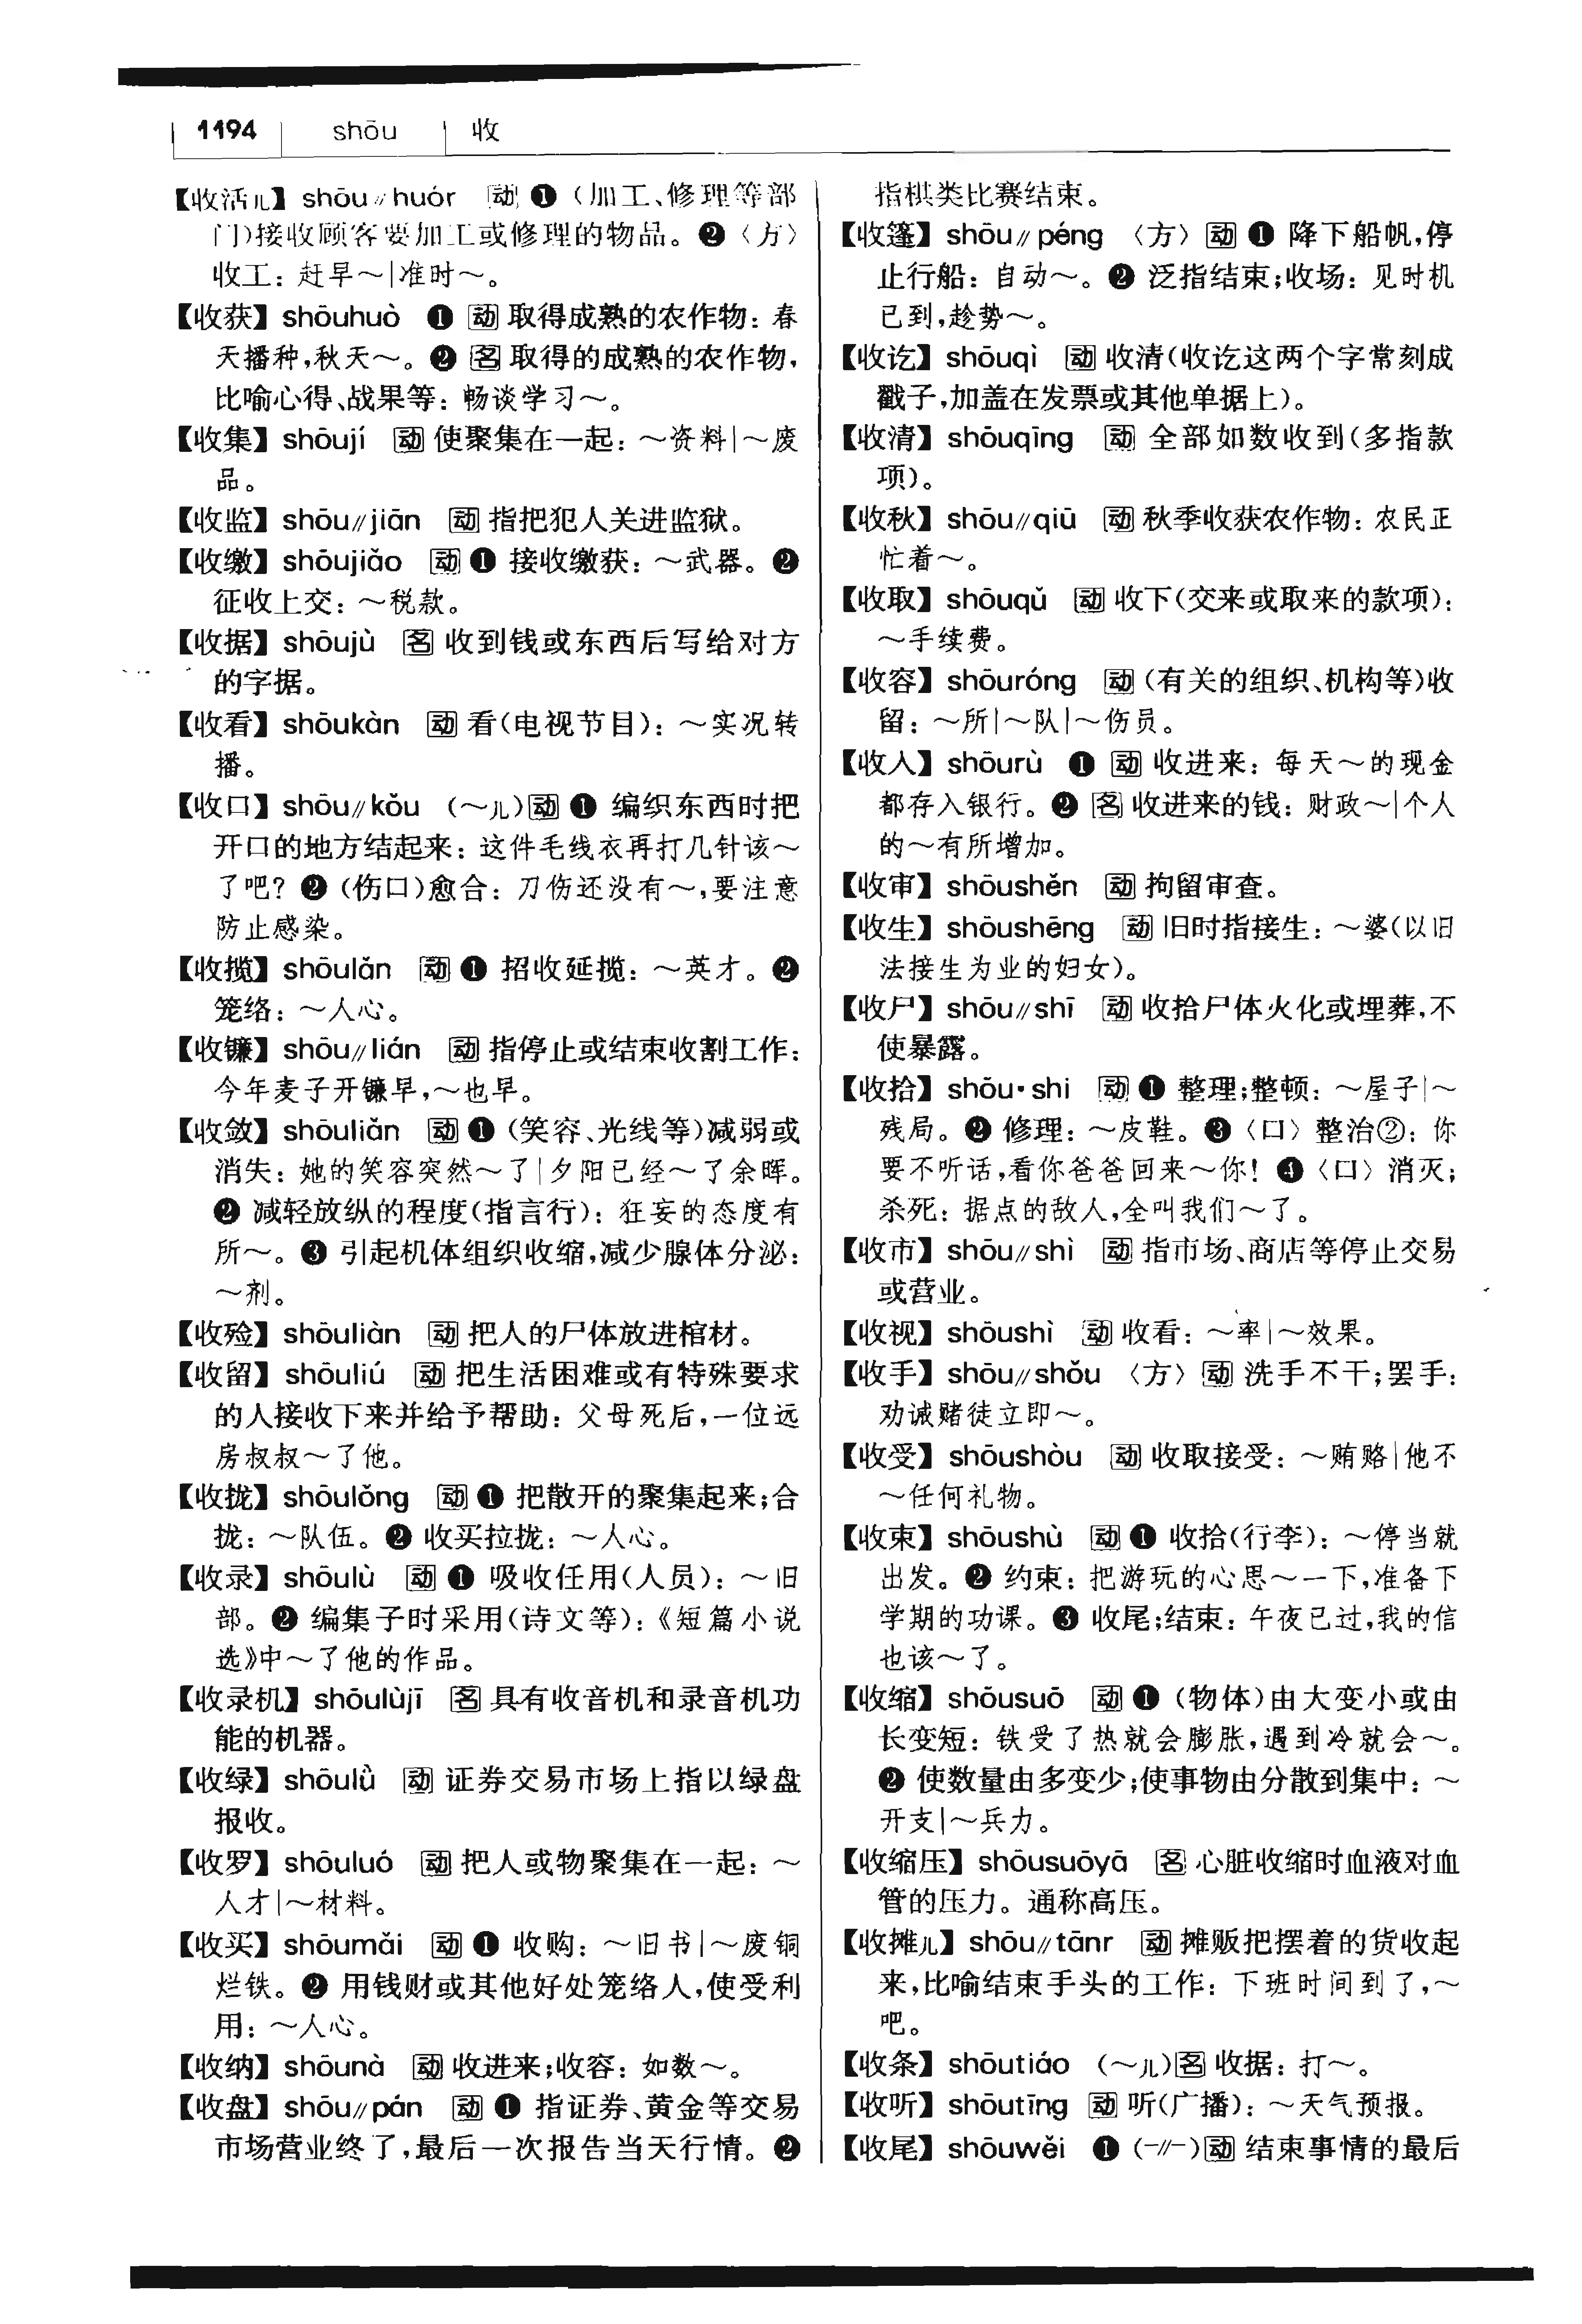 1194 shōu 收
【收活儿】shōu∥huór 动 ❶（加工、修理等部
门）接收顾客要加工或修理的物品。❷〈方〉
收工：赶早～|准时～。
【收获】shōuhuò ❶ 动 取得成熟的农作物：春
天播种,秋天～。❷ 名 取得的成熟的农作物,
比喻心得、战果等：畅谈学习～。
【收集】shōují 动 使聚集在一起：～资料|～废
品。
【收监】shōu∥jiān 动 指把犯人关进监狱。
【收缴】shōujiǎo 动 ❶ 接收缴获：～武器。❷
征收上交：～税款。
【收据】shōujù 名 收到钱或东西后写给对方
的字据。
【收看】shōukàn 动 看（电视节目）：～实况转
播。
【收口】shōu∥kǒu （～儿）动 ❶ 编织东西时把
开口的地方结起来：这件毛线衣再打几针该～
了吧？❷（伤口）愈合：刀伤还没有～,要注意
防止感染。
【收揽】shōulǎn 动 ❶ 招收延揽：～英才。❷
笼络：～人心。
【收镰】shōu∥lián 动 指停止或结束收割工作：
今年麦子开镰早,～也早。
【收敛】shōuliǎn 动 ❶（笑容、光线等）减弱或
消失：她的笑容突然～了|夕阳已经～了余晖。
❷ 减轻放纵的程度（指言行）：狂妄的态度有
所～。❸ 引起机体组织收缩,减少腺体分泌：
～剂。
【收殓】shōuliàn 动 把人的尸体放进棺材。
【收留】shōuliú 动 把生活困难或有特殊要求
的人接收下来并给予帮助：父母死后,一位远
房叔叔～了他。
【收拢】shōulǒng 动 ❶ 把散开的聚集起来;合
拢：～队伍。❷ 收买拉拢：～人心。
【收录】shōulù 动 ❶ 吸收任用（人员）：～旧
部。❷ 编集子时采用（诗文等）：《短篇小说
选》中～了他的作品。
【收录机】shōulùjī 名 具有收音机和录音机功
能的机器。
【收绿】shōulǜ 动 证券交易市场上指以绿盘
报收。
【收罗】shōuluó 动 把人或物聚集在一起：～
人才|～材料。
【收买】shōumǎi 动 ❶ 收购：～旧书|～废铜
烂铁。❷ 用钱财或其他好处笼络人,使受利
用：～人心。
【收纳】shōunà 动 收进来;收容：如数～。
【收盘】shōu∥pán 动 ❶ 指证券、黄金等交易
市场营业终了,最后一次报告当天行情。❷
指棋类比赛结束。
【收篷】shōu∥péng 〈方〉动 ❶ 降下船帆,停
止行船：自动～。❷ 泛指结束;收场：见时机
已到,趁势～。
【收讫】shōuqì 动 收清（收讫这两个字常刻成
戳子,加盖在发票或其他单据上）。
【收清】shōuqīng 动 全部如数收到（多指款
项）。
【收秋】shōu∥qiū 动 秋季收获农作物：农民正
忙着～。
【收取】shōuqǔ 动 收下（交来或取来的款项）：
～手续费。
【收容】shōuróng 动（有关的组织、机构等）收
留：～所|～队|～伤员。
【收入】shōurù ❶ 动 收进来：每天～的现金
都存入银行。❷ 名 收进来的钱：财政～|个人
的～有所增加。
【收审】shōushěn 动 拘留审查。
【收生】shōushēng 动 旧时指接生：～婆（以旧
法接生为业的妇女）。
【收尸】shōu∥shī 动 收拾尸体火化或埋葬,不
使暴露。
【收拾】shōu·shi 动 ❶ 整理;整顿：～屋子|～
残局。❷ 修理：～皮鞋。❸〈口〉整治②：你
要不听话,看你爸爸回来～你！❹〈口〉消灭;
杀死：据点的敌人,全叫我们～了。
【收市】shōu∥shì 动 指市场、商店等停止交易
或营业。
【收视】shōushì 动 收看：～率|～效果。
【收手】shōu∥shǒu 〈方〉动 洗手不干;罢手：
劝诫赌徒立即～。
【收受】shōushòu 动 收取接受：～贿赂|他不
～任何礼物。
【收束】shōushù 动 ❶ 收拾（行李）：～停当就
出发。❷ 约束：把游玩的心思～一下,准备下
学期的功课。❸ 收尾;结束：午夜已过,我的信
也该～了。
【收缩】shōusuō 动 ❶（物体）由大变小或由
长变短：铁受了热就会膨胀,遇到冷就会～。
❷ 使数量由多变少;使事物由分散到集中：～
开支|～兵力。
【收缩压】shōusuōyā 名 心脏收缩时血液对血
管的压力。通称高压。
【收摊儿】shōu∥tānr 动 摊贩把摆着的货收起
来,比喻结束手头的工作：下班时间到了,～
吧。
【收条】shōutiáo （～儿）名 收据：打～。
【收听】shōutīng 动 听（广播）：～天气预报。
【收尾】shōuwěi ❶（-∥-）动 结束事情的最后